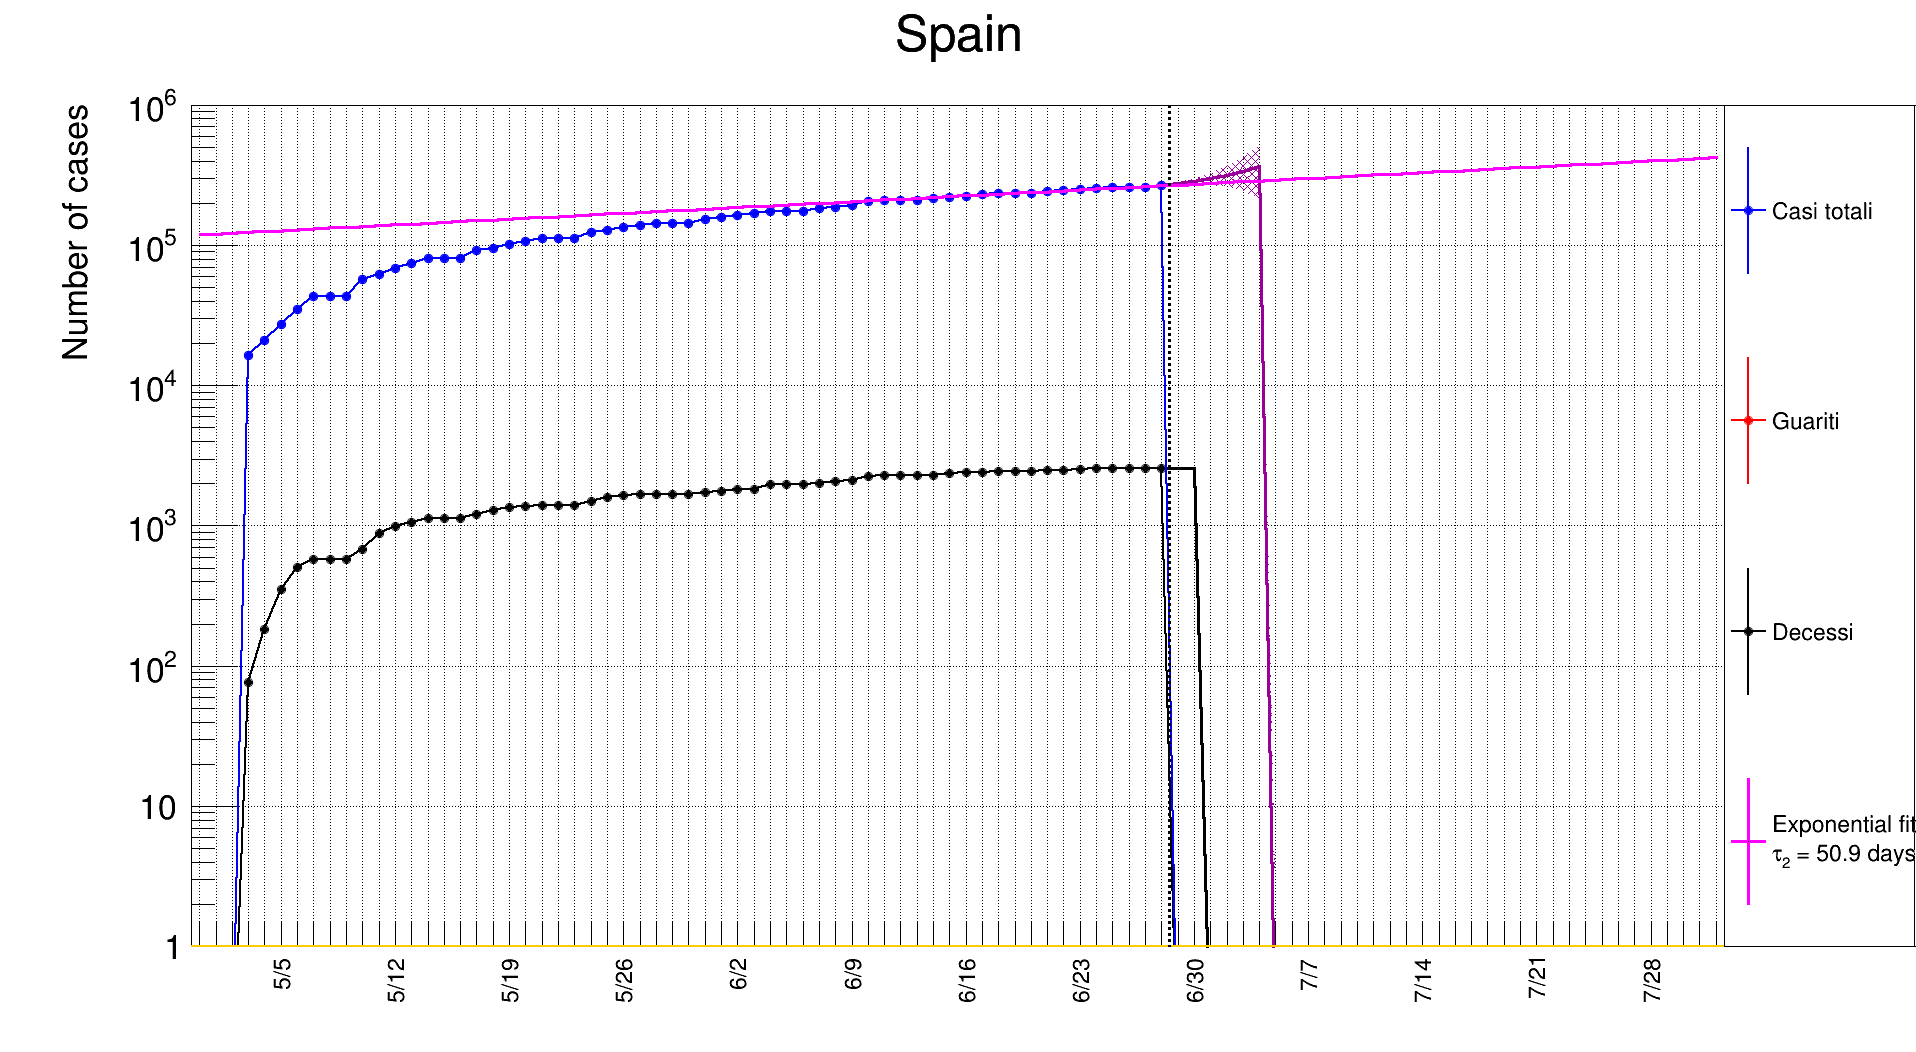 Spain
Number of cases
10⁶
10⁵
10⁴
10³
10²
10
1
5/5
5/12
5/19
5/26
6/2
6/9
6/16
6/23
6/30
7/7
7/14
7/21
7/28
Casi totali
Guariti
Decessi
Exponential fit
τ₂ = 50.9 days